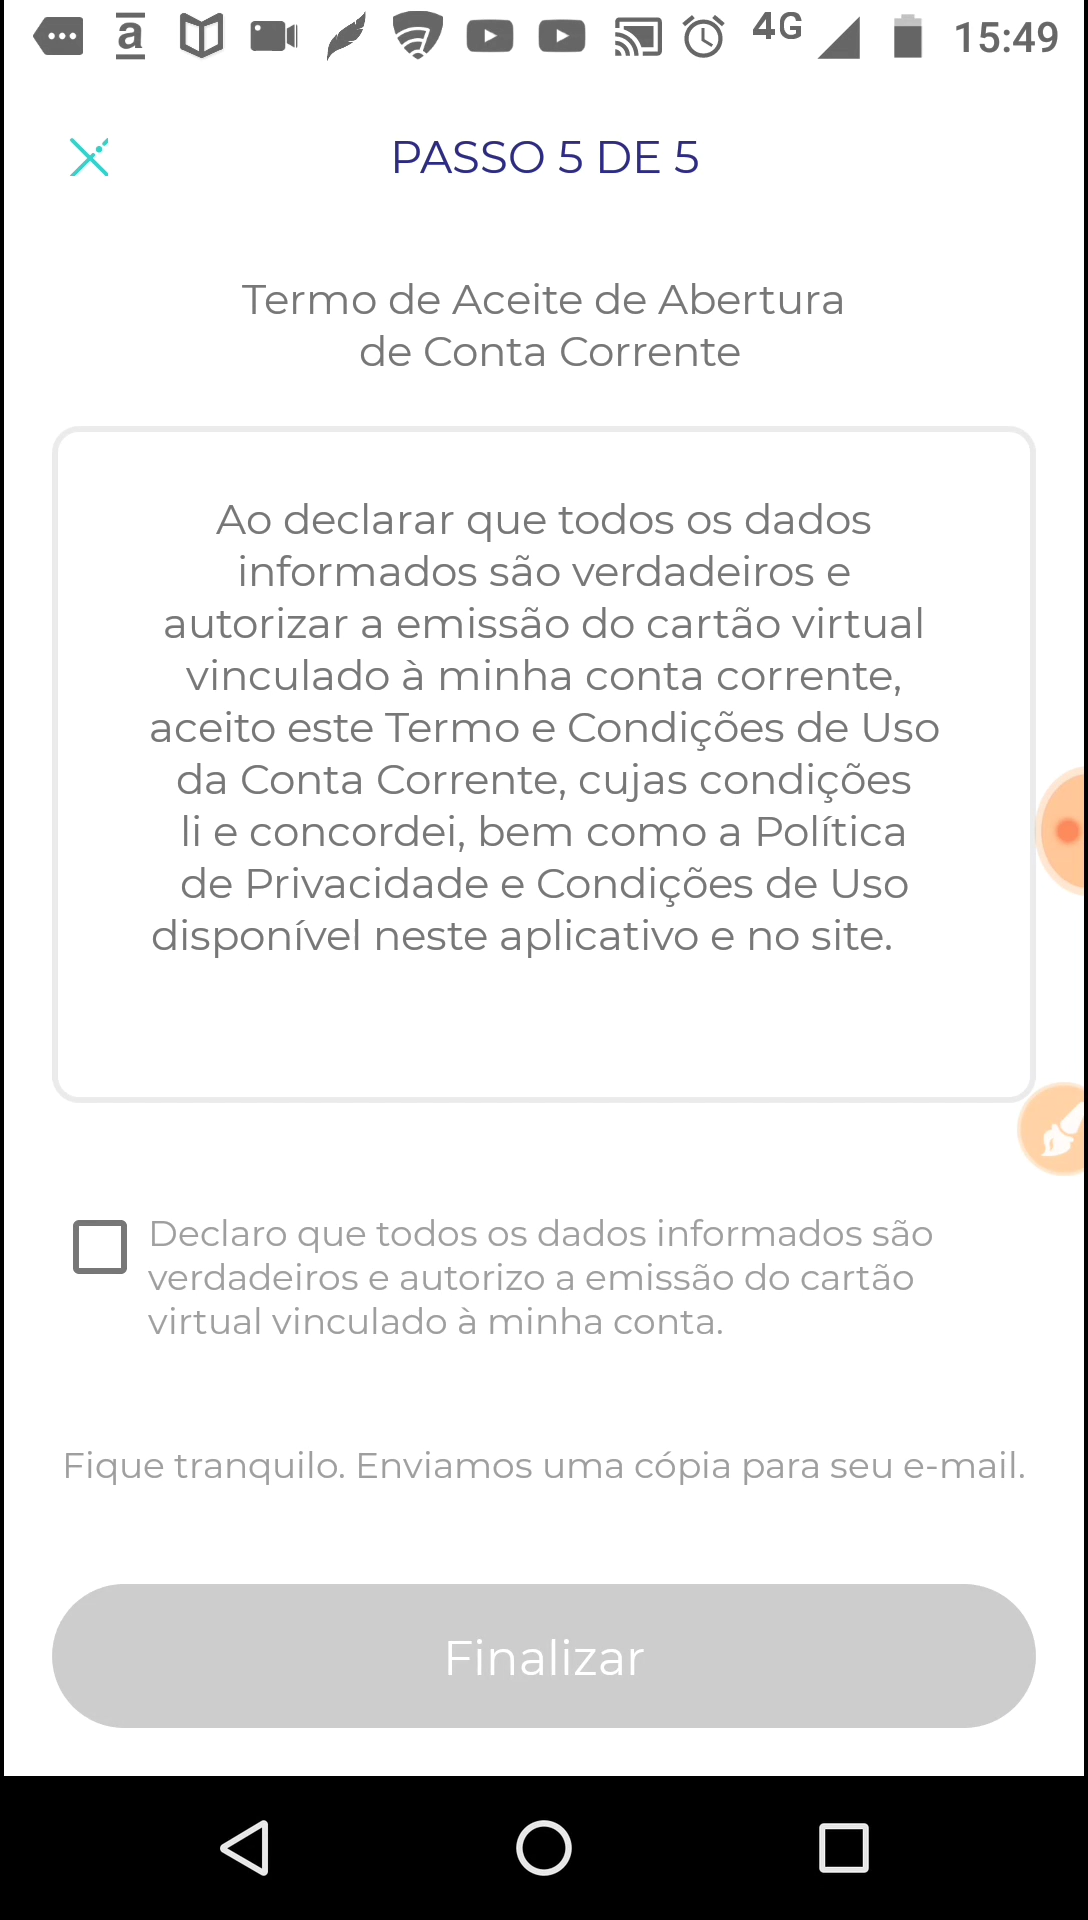 a
4G
15:49
PASSO 5 DE 5
Termo de Aceite de Abertura
de Conta Corrente
Ao declarar que todos os dados
informados são verdadeiros e
autorizar a emissão do cartão virtual
vinculado à minha conta corrente,
aceito este Termo e Condições de Uso
da Conta Corrente, cujas condições
li e concordei, bem como a Política
de Privacidade e Condições de Uso
disponível neste aplicativo e no site.
Declaro que todos os dados informados são
verdadeiros e autorizo a emissão do cartão
virtual vinculado à minha conta.
Fique tranquilo. Enviamos uma cópia para seu e-mail.
Finalizar